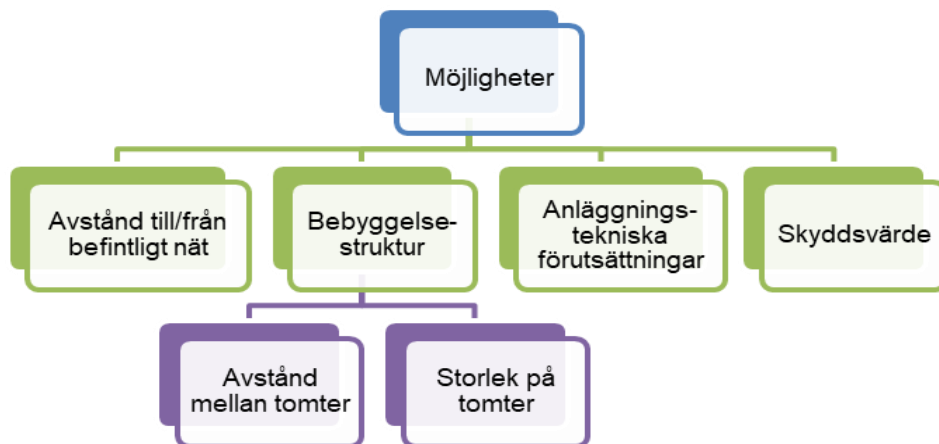 Möjligheter
Avstånd till/från
befintligt nät
Bebyggelse-
struktur
Anläggnings-
tekniska
förutsättningar
Skyddsvärde
Avstånd
mellan tomter
Storlek på
tomter